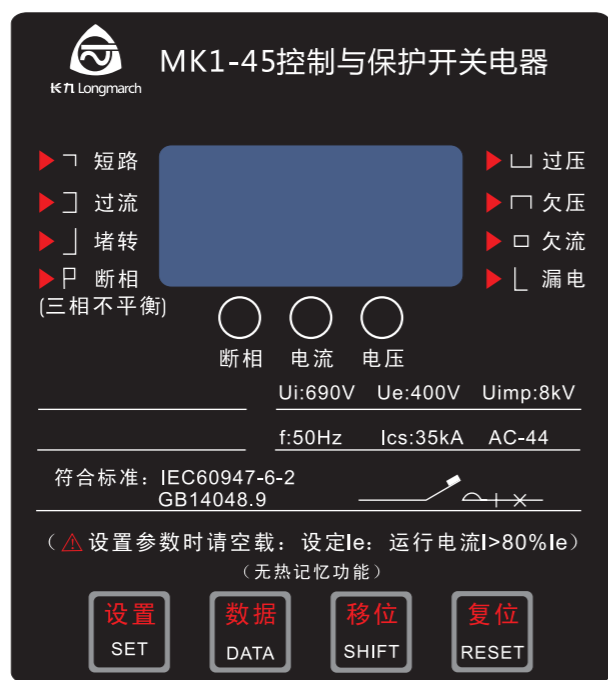 MK1-45控制与保护开关电器
长九 Longmarch
短路
过流
堵转
断相
(三相不平衡)
过压
欠压
欠流
漏电
断相 电流 电压
Ui:690V Ue:400V Uimp:8kV
f:50Hz Ics:35kA AC-44
符合标准：IEC60947-6-2
GB14048.9
（⚠设置参数时请空载：设定Ie：运行电流I>80%Ie）
（无热记忆功能）
设置 数据 移位 复位
SET DATA SHIFT RESET